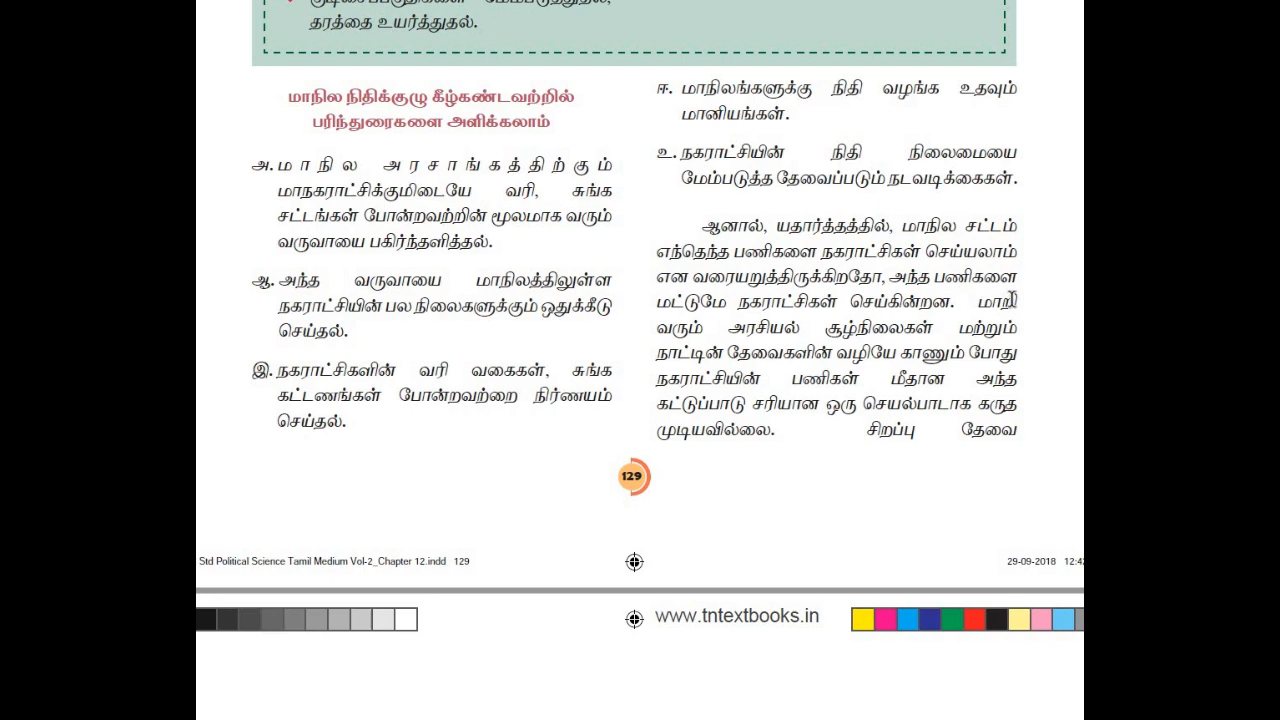 தரத்தை உயர்த்துதல்.
மாநில நிதிக்குழு கீழ்கண்டவற்றில்
பரிந்துரைகளை அளிக்கலாம்
அ. மாநில அரசாங்கத்திற்கும்
மாநகராட்சிக்குமிடையே வரி, சுங்க
சட்டங்கள் போன்றவற்றின் மூலமாக வரும்
வருவாயை பகிர்ந்தளித்தல்.
ஆ. அந்த வருவாயை மாநிலத்திலுள்ள
நகராட்சியின் பல நிலைகளுக்கும் ஒதுக்கீடு
செய்தல்.
இ. நகராட்சிகளின் வரி வகைகள், சுங்க
கட்டணங்கள் போன்றவற்றை நிர்ணயம்
செய்தல்.
ஈ. மாநிலங்களுக்கு நிதி வழங்க உதவும்
மானியங்கள்.
உ. நகராட்சியின் நிதி நிலைமையை
மேம்படுத்த தேவைப்படும் நடவடிக்கைகள்.
ஆனால், யதார்த்தத்தில், மாநில சட்டம்
எந்தெந்த பணிகளை நகராட்சிகள் செய்யலாம்
என வரையறுத்திருக்கிறதோ, அந்த பணிகளை
மட்டுமே நகராட்சிகள் செய்கின்றன. மாறி
வரும் அரசியல் சூழ்நிலைகள் மற்றும்
நாட்டின் தேவைகளின் வழியே காணும் போது
நகராட்சியின் பணிகள் மீதான அந்த
கட்டுப்பாடு சரியான ஒரு செயல்பாடாக கருத
முடியவில்லை. சிறப்பு தேவை
129
Std Political Science Tamil Medium Vol-2_Chapter 12.indd 129
29-09-2018 12:42
www.tntextbooks.in